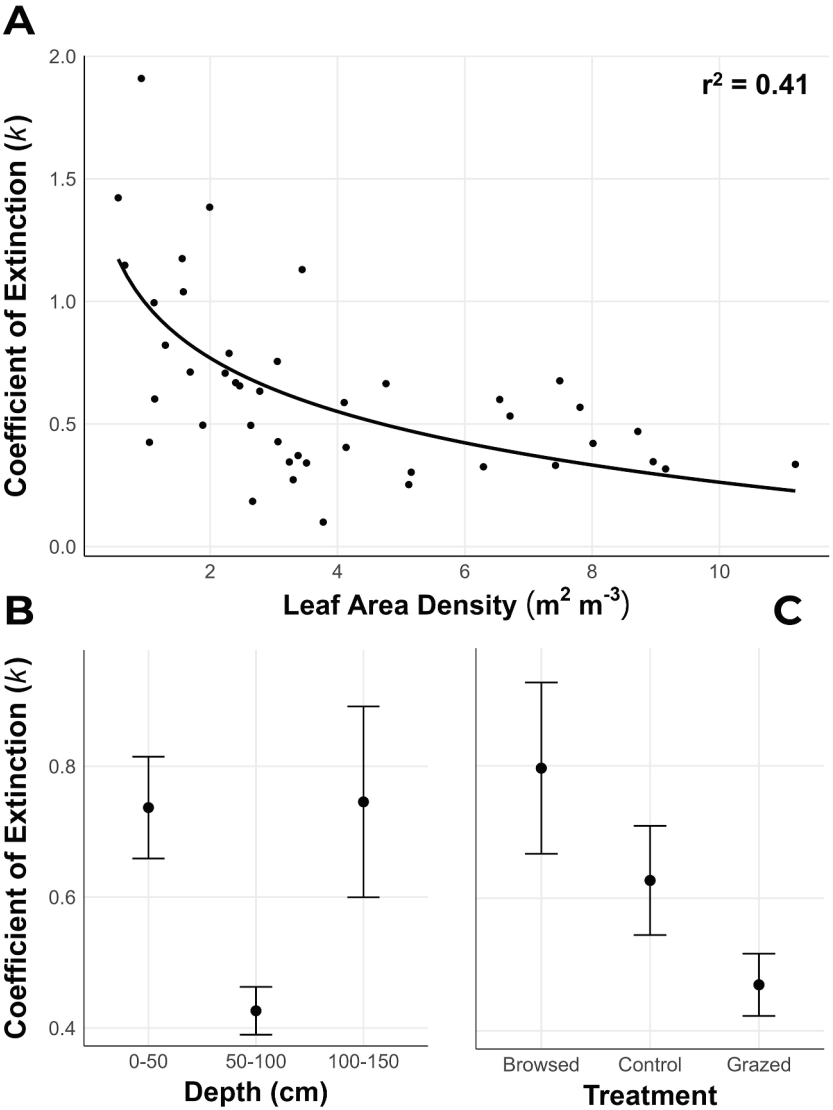 A
Coefficient of Extinction (k)
2.0
1.5
1.0
0.5
0.0
r² = 0.41
2 4 6 8 10
Leaf Area Density (m² m⁻³)
B
Coefficient of Extinction (k)
0.8
0.6
0.4
0-50 50-100 100-150
Depth (cm)
C
Browsed Control Grazed
Treatment